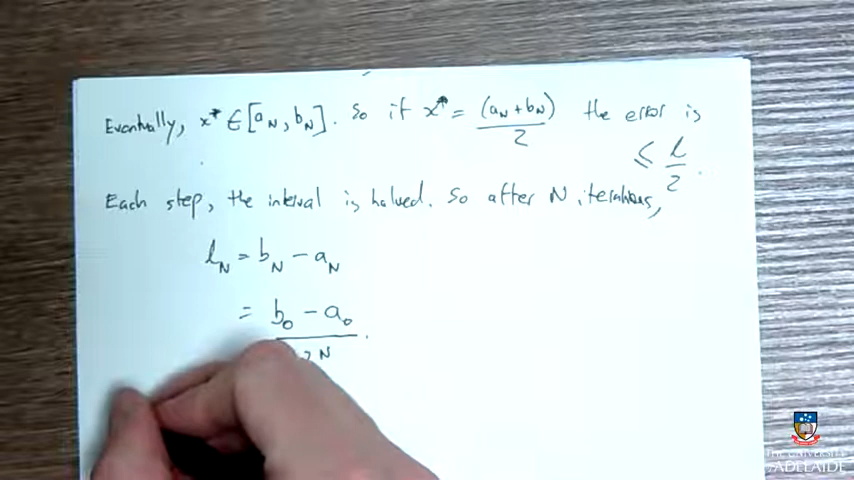 Eventually, x* ∈ [a_N, b_N]. So if x* = (a_N + b_N)/2 the error is
≤ l/2.
Each step, the interval is halved. So after N iterations,
l_N = b_N - a_N
= (b_0 - a_0)/2^N.
THE UNIVERSITY
of ADELAIDE